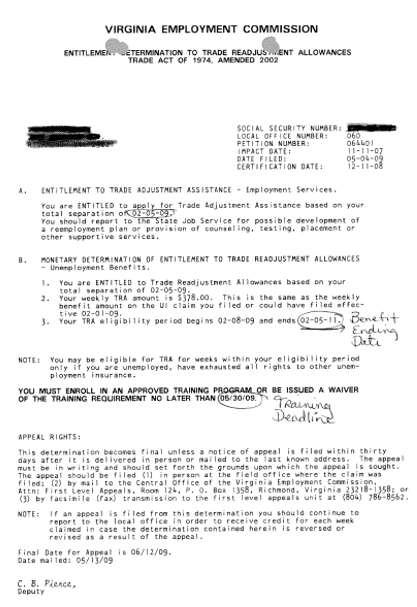 VIRGINIA EMPLOYMENT COMMISSION
ENTITLEMENT DETERMINATION TO TRADE READJUSTMENT ALLOWANCES
TRADE ACT OF 1974, AMENDED 2002
SOCIAL SECURITY NUMBER:
LOCAL OFFICE NUMBER: 060
PETITION NUMBER: 064401
IMPACT DATE: 11-11-07
DATE FILED: 05-04-09
CERTIFICATION DATE: 12-11-08
A. ENTITLEMENT TO TRADE ADJUSTMENT ASSISTANCE - Employment Services.
You are ENTITLED to apply for Trade Adjustment Assistance based on your
total separation of 02-05-09.
You should report to the State Job Service for possible development of
a reemployment plan or provision of counseling, testing, placement or
other supportive services.
B. MONETARY DETERMINATION OF ENTITLEMENT TO TRADE READJUSTMENT ALLOWANCES
- Unemployment Benefits.
1. You are ENTITLED to Trade Readjustment Allowances based on your
total separation of 02-05-09.
2. Your weekly TRA amount is $378.00. This is the same as the weekly
benefit amount on the UI claim you filed or could have filed effec-
tive 02-01-09.
3. Your TRA eligibility period begins 02-08-09 and ends 02-05-11.
Benefit
Ending
Date
NOTE: You may be eligible for TRA for weeks within your eligibility period
only if you are unemployed, have exhausted all rights to other unem-
ployment insurance.
YOU MUST ENROLL IN AN APPROVED TRAINING PROGRAM OR BE ISSUED A WAIVER
OF THE TRAINING REQUIREMENT NO LATER THAN 05/30/09.
Training
Deadline
APPEAL RIGHTS:
This determination becomes final unless a notice of appeal is filed within thirty
days after it is delivered in person or mailed to the last known address. The appeal
must be in writing and should set forth the grounds upon which the appeal is sought.
The appeal should be filed (1) in person at the field office where the claim was
filed; (2) by mail to the Central Office of the Virginia Employment Commission,
Attn: First Level Appeals, Room 124, P. O. Box 1358, Richmond, Virginia 23218-1358; or
(3) by facsimile (fax) transmission to the first level appeals unit at (804) 786-8562.
NOTE: If an appeal is filed from this determination you should continue to
report to the local office in order to receive credit for each week
claimed in case the determination contained herein is reversed or
revised as a result of the appeal.
Final Date for Appeal is 06/12/09.
Date mailed: 05/13/09
C. B. Pierce,
Deputy